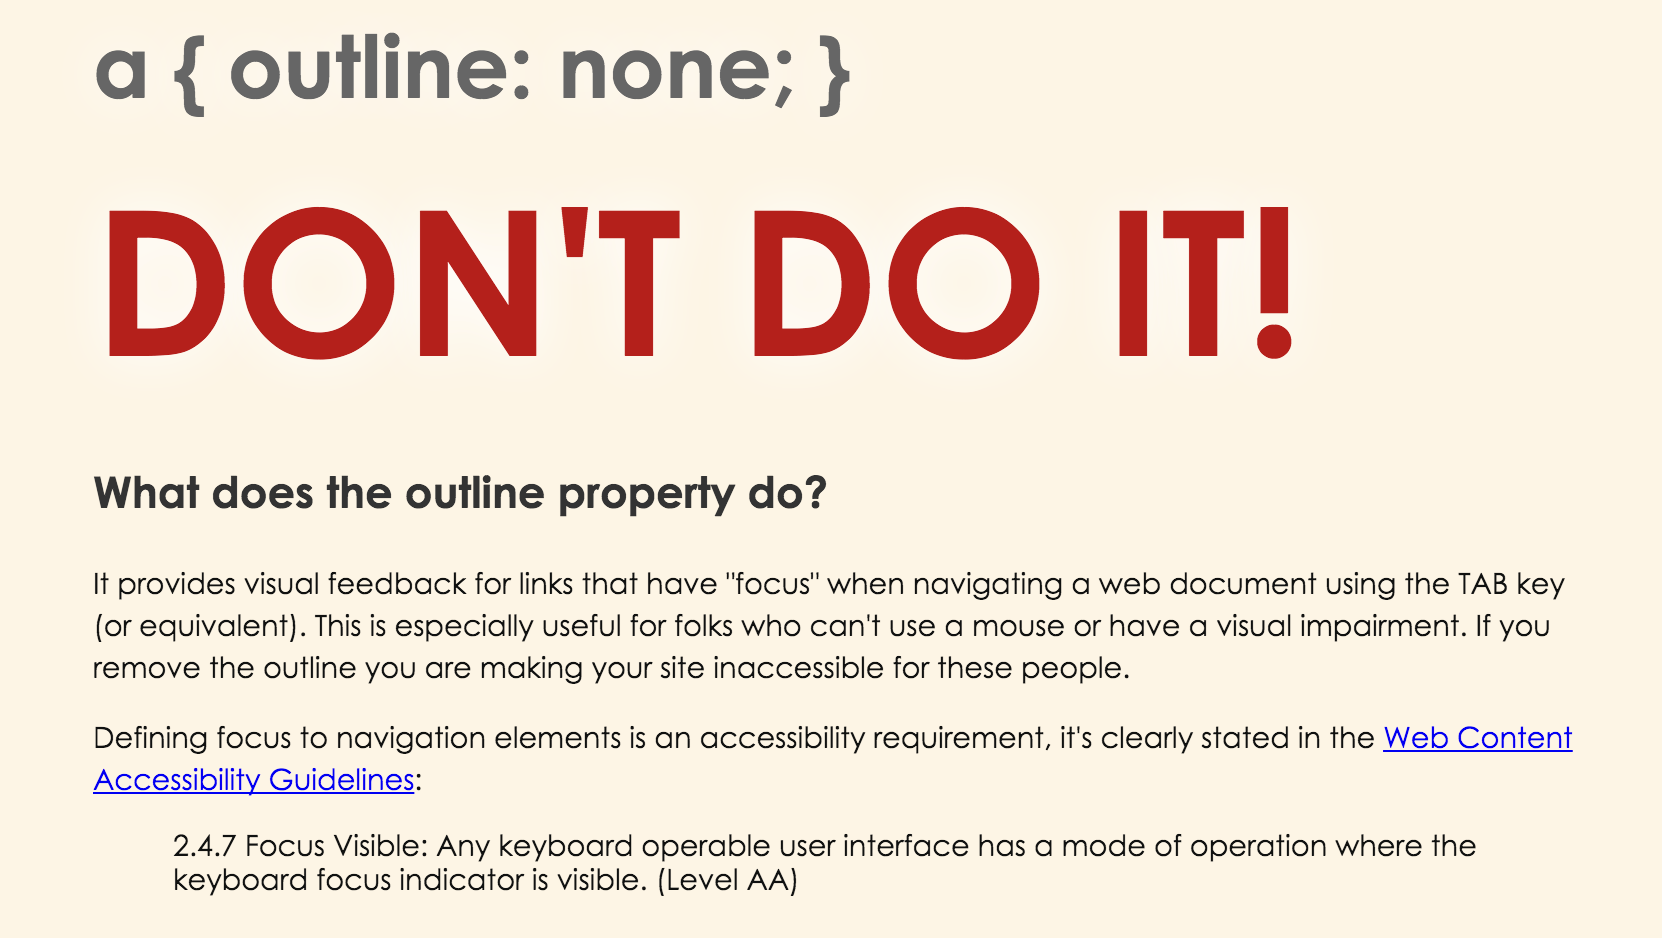 a { outline: none; }
DON'T DO IT!
What does the outline property do?
It provides visual feedback for links that have "focus" when navigating a web document using the TAB key
(or equivalent). This is especially useful for folks who can't use a mouse or have a visual impairment. If you
remove the outline you are making your site inaccessible for these people.
Defining focus to navigation elements is an accessibility requirement, it's clearly stated in the Web Content
Accessibility Guidelines:
2.4.7 Focus Visible: Any keyboard operable user interface has a mode of operation where the
keyboard focus indicator is visible. (Level AA)